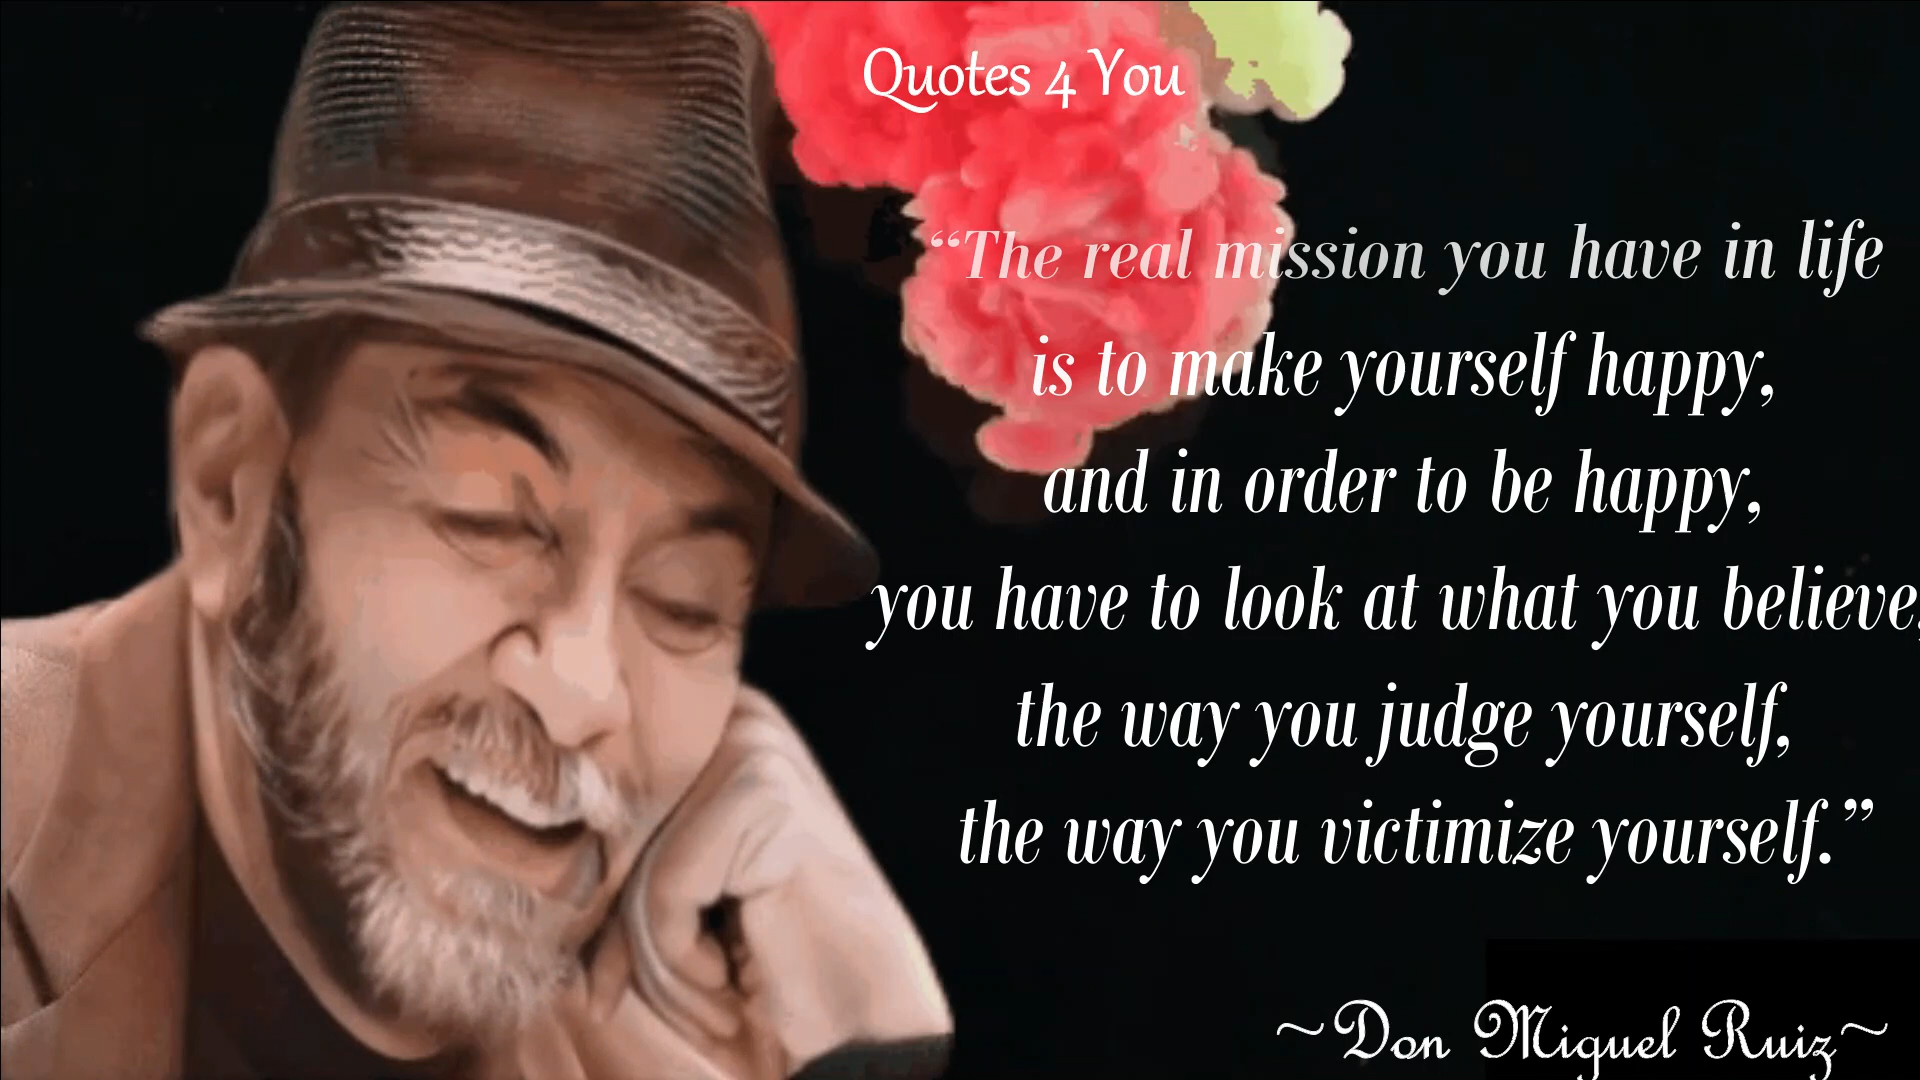 Quotes 4 You
“The real mission you have in life
is to make yourself happy,
and in order to be happy,
you have to look at what you believe,
the way you judge yourself,
the way you victimize yourself.”
~Don Miguel Ruiz~